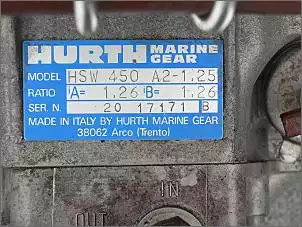 HURTH MARINE GEAR
MODEL HSW 450 A2-1,25
RATIO A= 1.26 B= 1.26
SER. N. 20 17171 B
MADE IN ITALY BY HURTH MARINE GEAR
38062 Arco (Trento)
IN
OUT